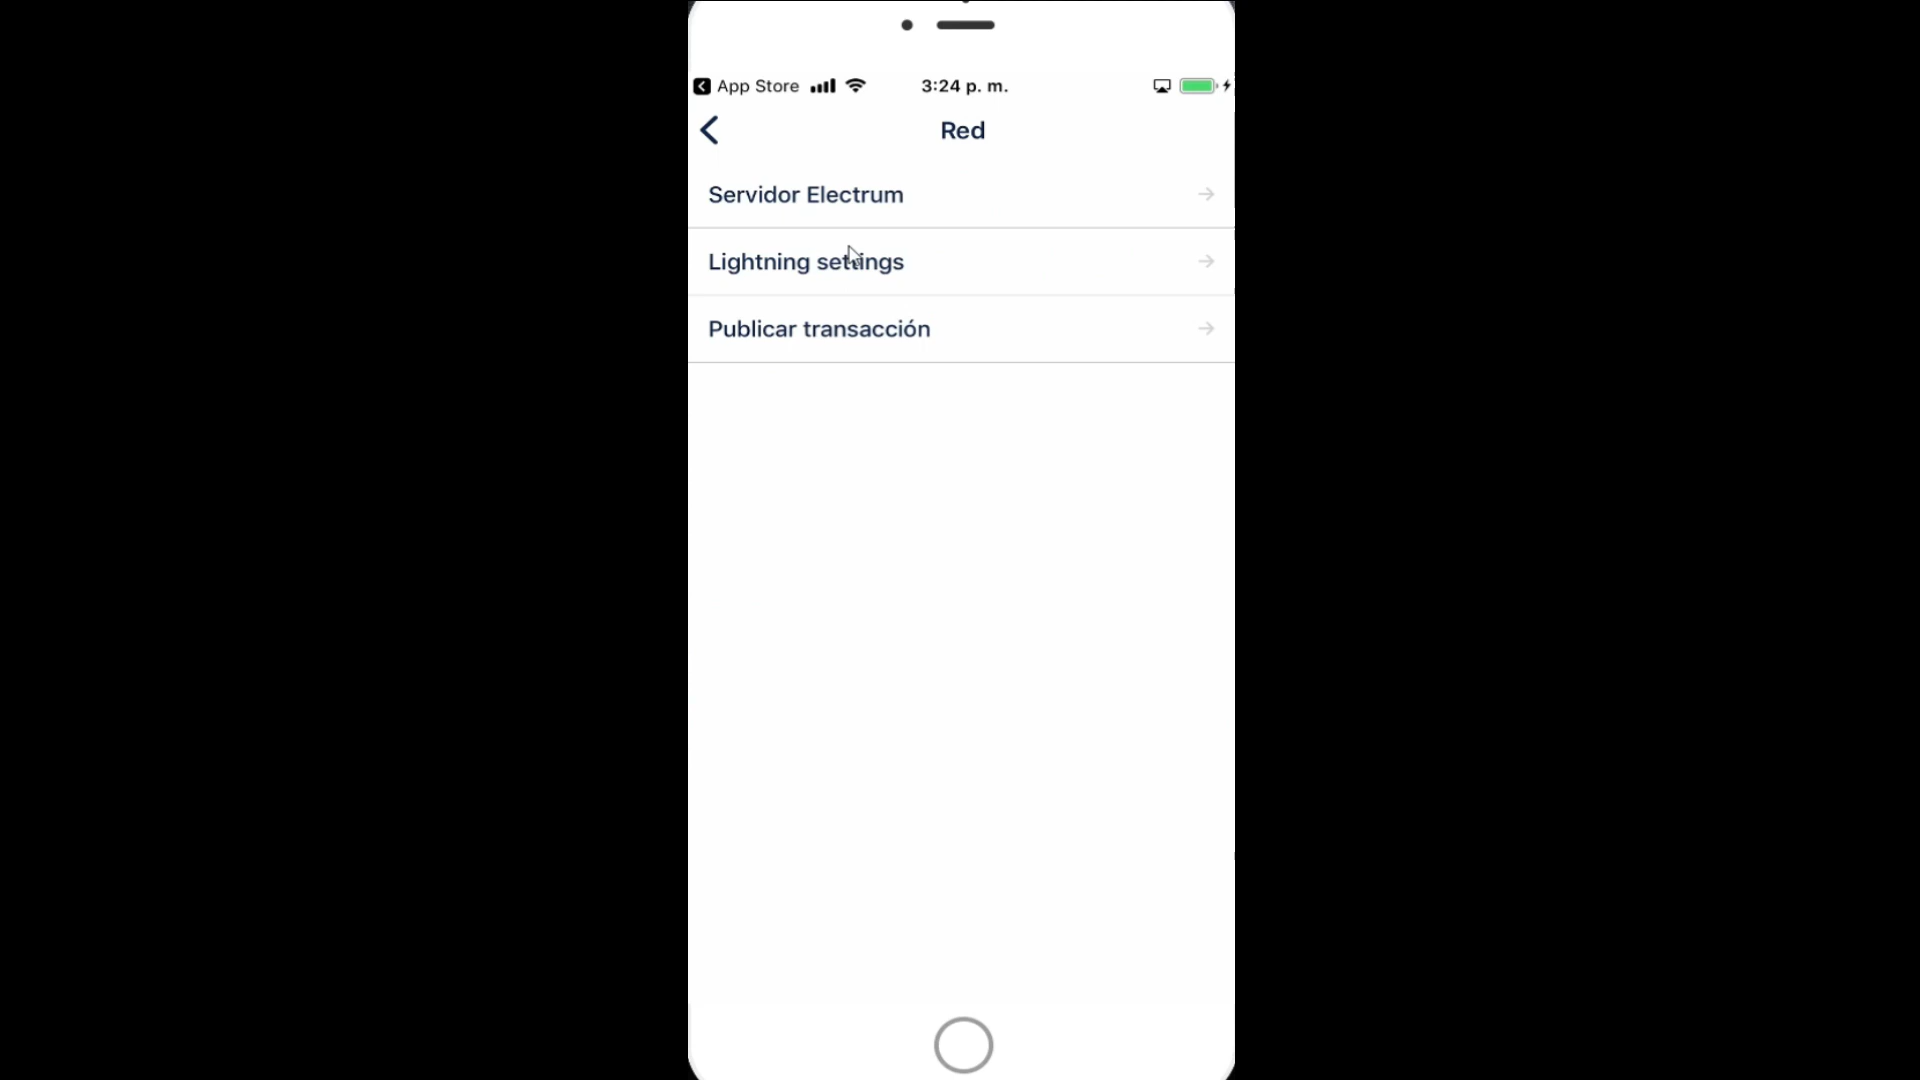 App Store 3:24 p. m.
Red
Servidor Electrum
Lightning settings
Publicar transacción